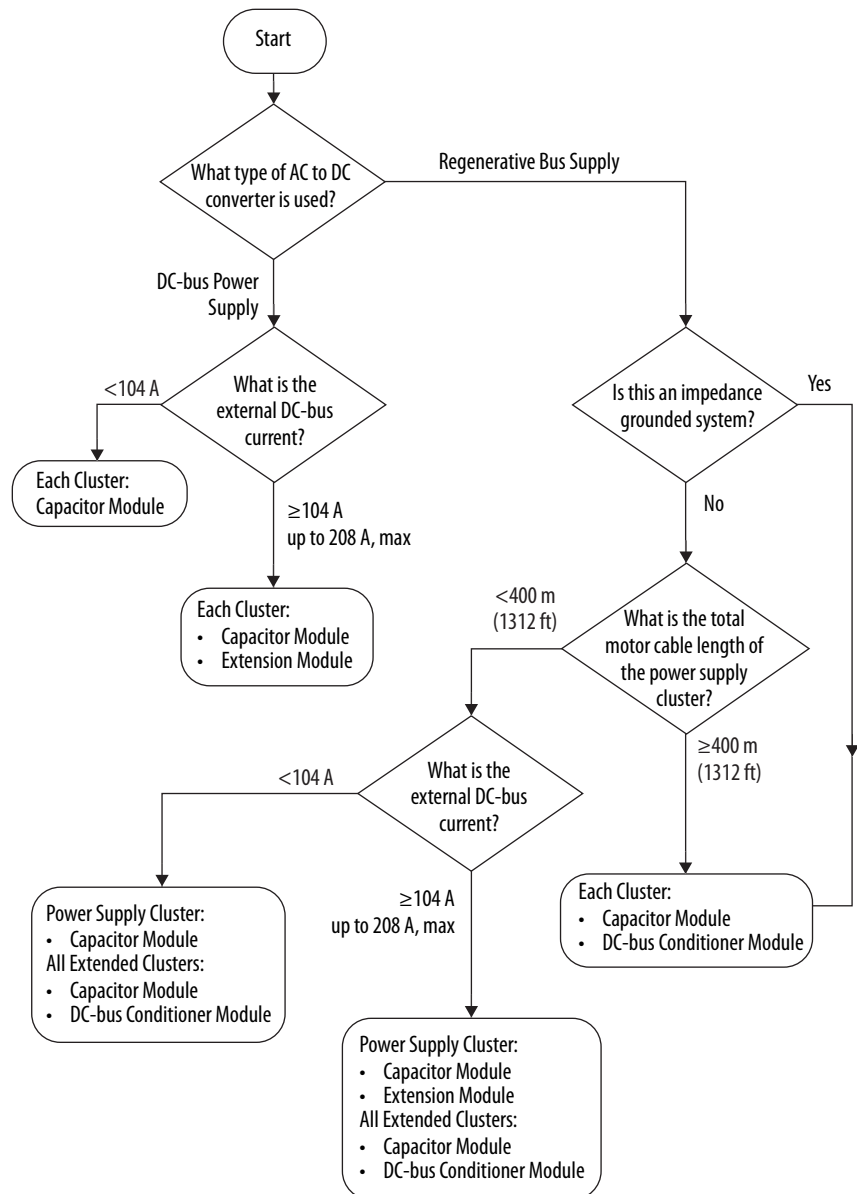 Start
What type of AC to DC
converter is used?
Regenerative Bus Supply
DC-bus Power
Supply
<104 A
What is the
external DC-bus
current?
Is this an impedance
grounded system?
Yes
Each Cluster:
Capacitor Module
≥104 A
up to 208 A, max
No
Each Cluster:
• Capacitor Module
• Extension Module
<400 m
(1312 ft)
What is the total
motor cable length of
the power supply
cluster?
≥400 m
(1312 ft)
<104 A
What is the
external DC-bus
current?
≥104 A
up to 208 A, max
Each Cluster:
• Capacitor Module
• DC-bus Conditioner Module
Power Supply Cluster:
• Capacitor Module
All Extended Clusters:
• Capacitor Module
• DC-bus Conditioner Module
Power Supply Cluster:
• Capacitor Module
• Extension Module
All Extended Clusters:
• Capacitor Module
• DC-bus Conditioner Module